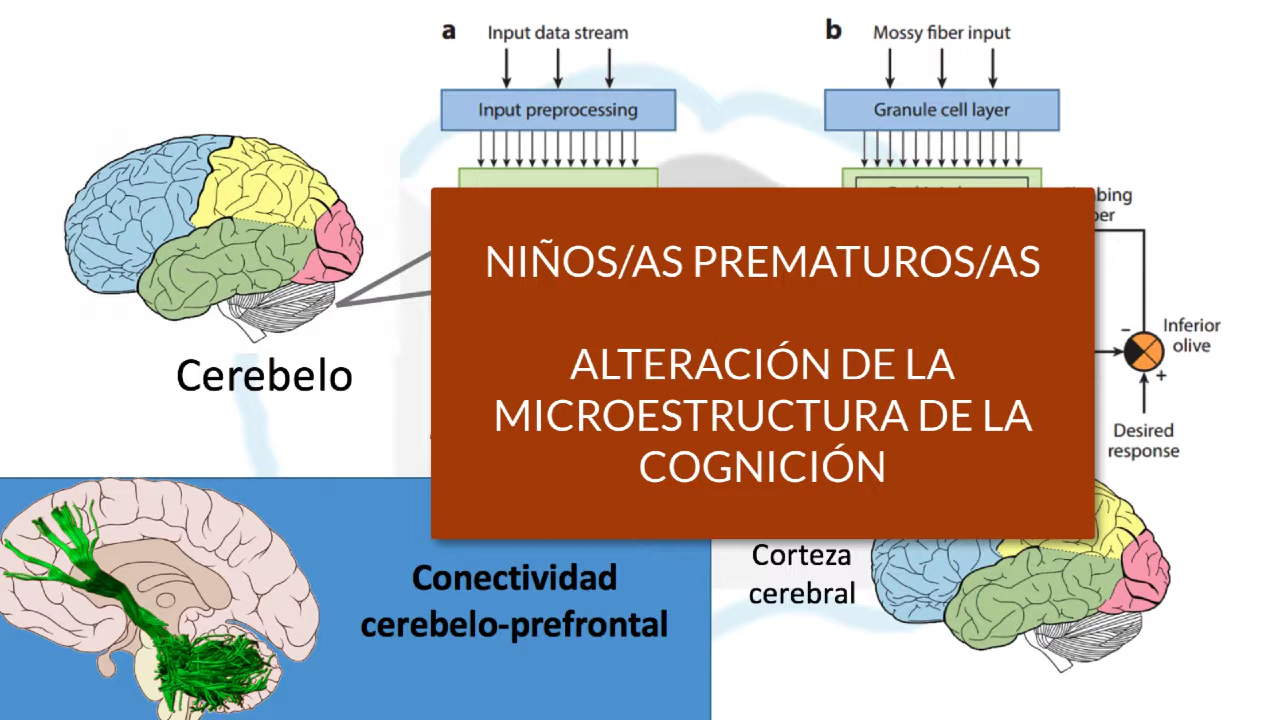 a
Input data stream
Input preprocessing
b
Mossy fiber input
Granule cell layer
NIÑOS/AS PREMATUROS/AS
ALTERACIÓN DE LA
MICROESTRUCTURA DE LA
COGNICIÓN
Cerebelo
Inferior
olive
−
+
Desired
response
Conectividad
cerebelo-prefrontal
Corteza
cerebral